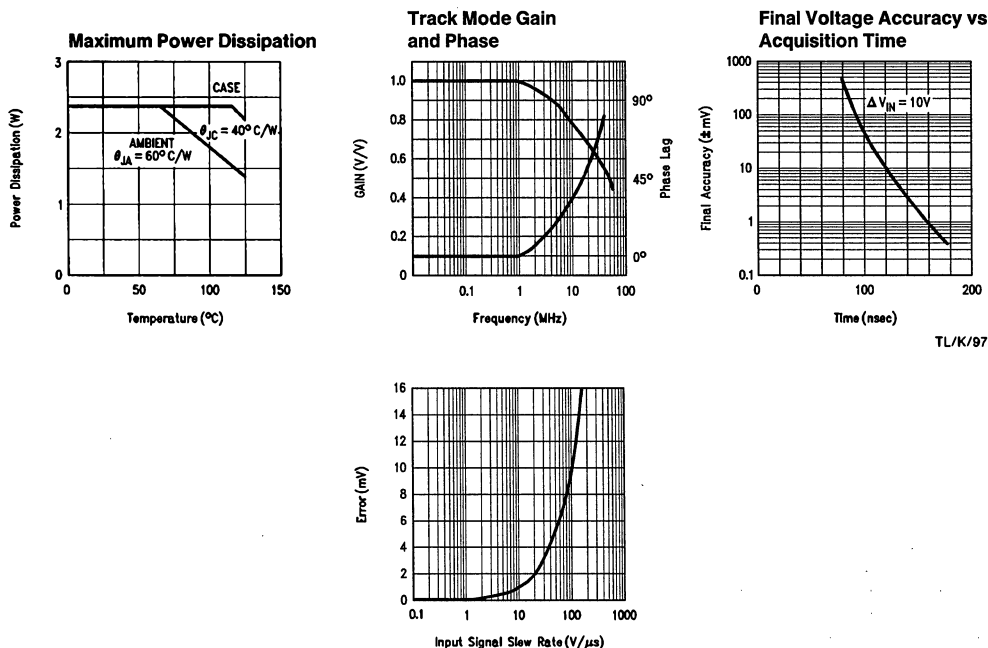 Maximum Power Dissipation
3
2
1
0
0
50
100
150
Power Dissipation (W)
Temperature (°C)
CASE
θJC = 40°C/W
AMBIENT
θJA = 60°C/W
Track Mode Gain
and Phase
1.0
0.8
0.6
0.4
0.2
0
0.1
1
10
100
90°
45°
0°
GAIN (V/V)
Phase Lag
Frequency (MHz)
Final Voltage Accuracy vs
Acquisition Time
1000
100
10
1
0.1
0
100
200
Final Accuracy (± mV)
ΔVIN = 10V
Time (nsec)
TL/K/97
16
14
12
10
8
6
4
2
0
0.1
1
10
100
1000
Error (mV)
Input Signal Slew Rate (V/μs)